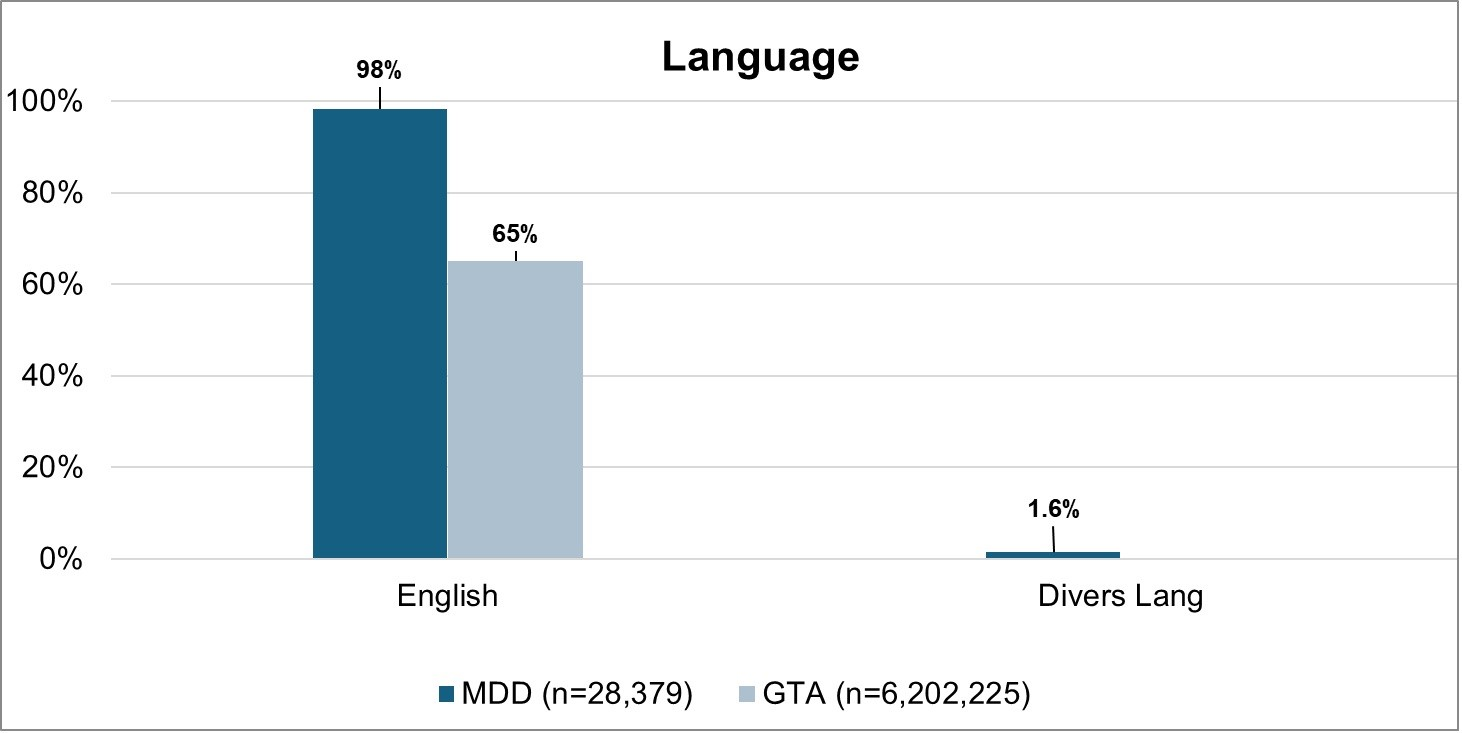 Language
98%
100%
80%
65%
60%
40%
20%
1.6%
0%
English
Divers Lang
MDD (n=28,379)
GTA (n=6,202,225)